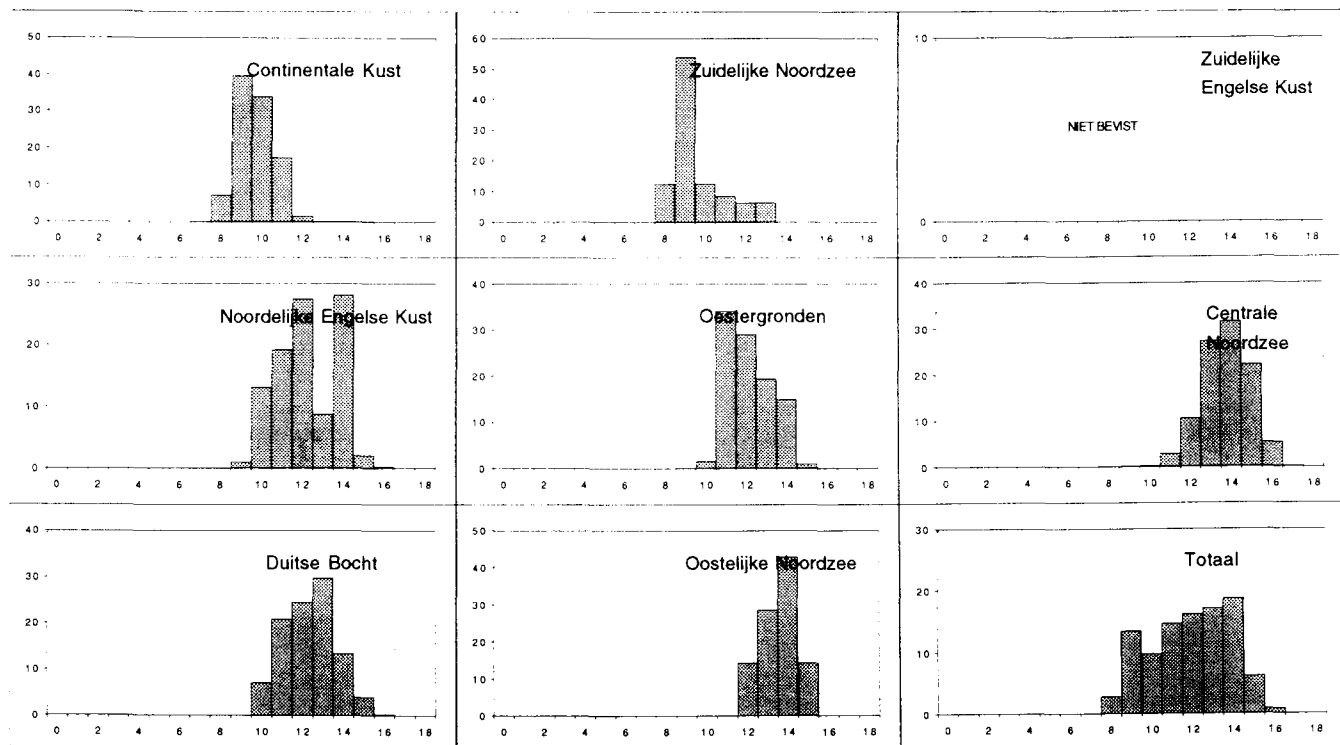 50
40
30
20
10
0
Continentale Kust
0 2 4 6 8 10 12 14 16 18
60
50
40
30
20
10
0
Zuidelijke Noordzee
0 2 4 6 8 10 12 14 16 18
10
0
Zuidelijke
Engelse Kust
NIET BEVIST
0 2 4 6 8 10 12 14 16 18
30
20
10
0
Noordelijke Engelse Kust
0 2 4 6 8 10 12 14 16 18
40
30
20
10
0
Oestergronden
0 2 4 6 8 10 12 14 16 18
40
30
20
10
0
Centrale
Noordzee
0 2 4 6 8 10 12 14 16 18
40
30
20
10
0
Duitse Bocht
0 2 4 6 8 10 12 14 16 18
50
40
30
20
10
0
Oostelijke Noordzee
0 2 4 6 8 10 12 14 16 18
30
20
10
0
Totaal
0 2 4 6 8 10 12 14 16 18